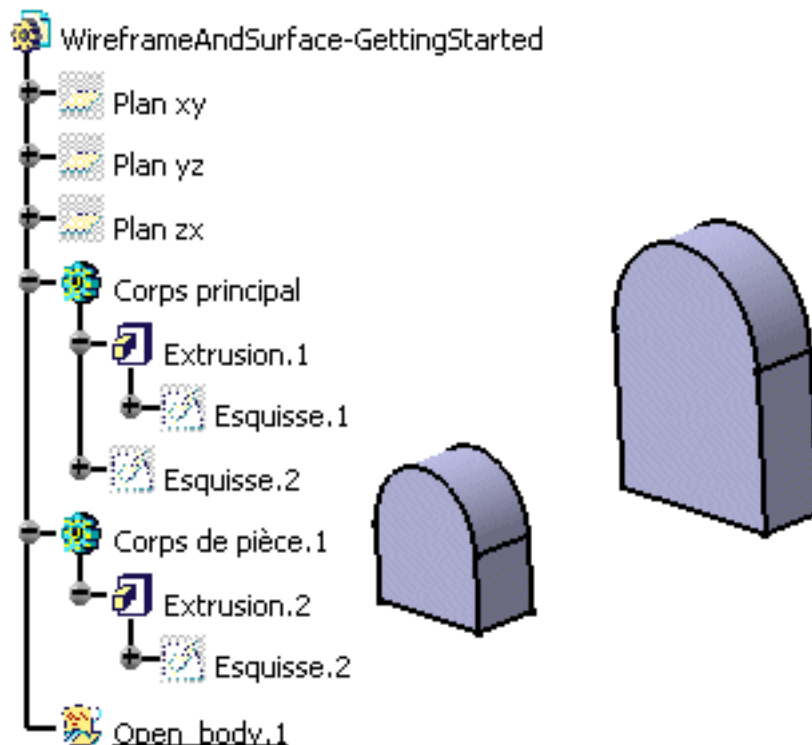 WireframeAndSurface-GettingStarted
Plan xy
Plan yz
Plan zx
Corps principal
Extrusion.1
Esquisse.1
Esquisse.2
Corps de pièce.1
Extrusion.2
Esquisse.2
Open_body.1